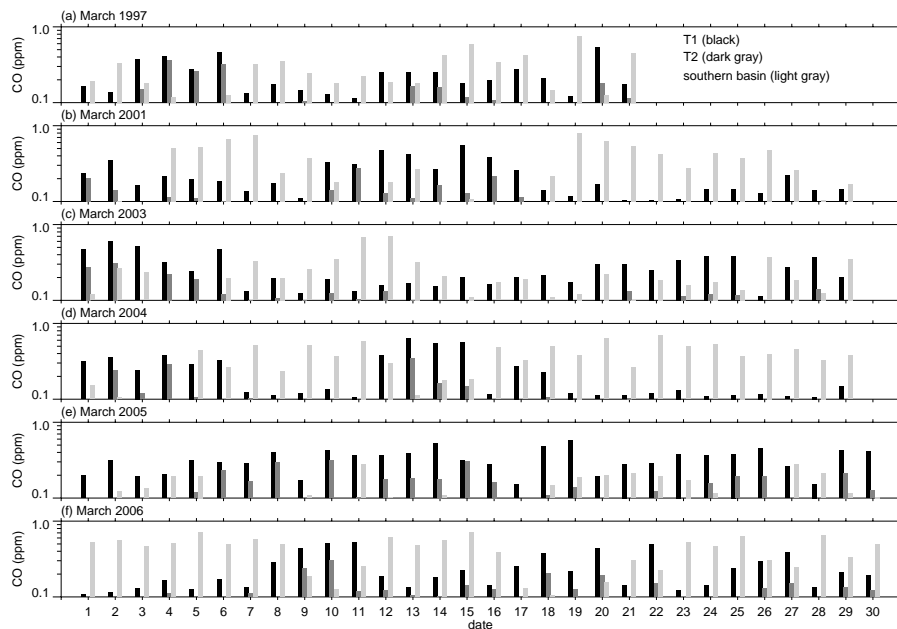 (a) March 1997
1.0
CO (ppm)
0.1
T1 (black)
T2 (dark gray)
southern basin (light gray)
(b) March 2001
1.0
CO (ppm)
0.1
(c) March 2003
1.0
CO (ppm)
0.1
(d) March 2004
1.0
CO (ppm)
0.1
(e) March 2005
1.0
CO (ppm)
0.1
(f) March 2006
1.0
CO (ppm)
0.1
1 2 3 4 5 6 7 8 9 10 11 12 13 14 15 16 17 18 19 20 21 22 23 24 25 26 27 28 29 30
date